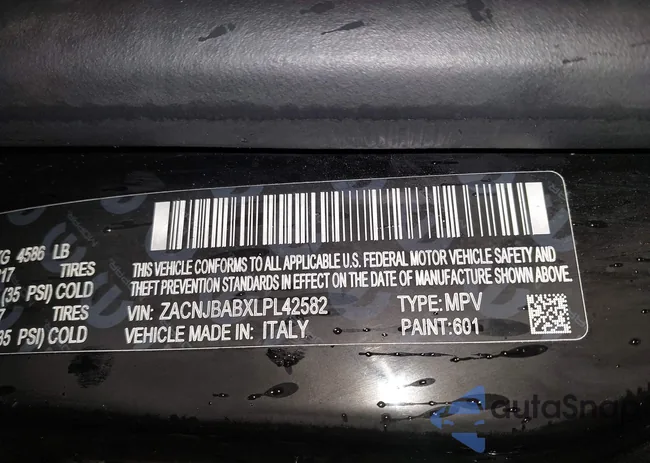 G 4586 LB
17 TIRES
(35 PSI) COLD
TIRES
35 PSI) COLD
THIS VEHICLE CONFORMS TO ALL APPLICABLE U.S. FEDERAL MOTOR VEHICLE SAFETY AND
THEFT PREVENTION STANDARDS IN EFFECT ON THE DATE OF MANUFACTURE SHOWN ABOVE.
VIN: ZACNJBABXLPL42582 TYPE: MPV
VEHICLE MADE IN: ITALY PAINT: 601
autaSnap